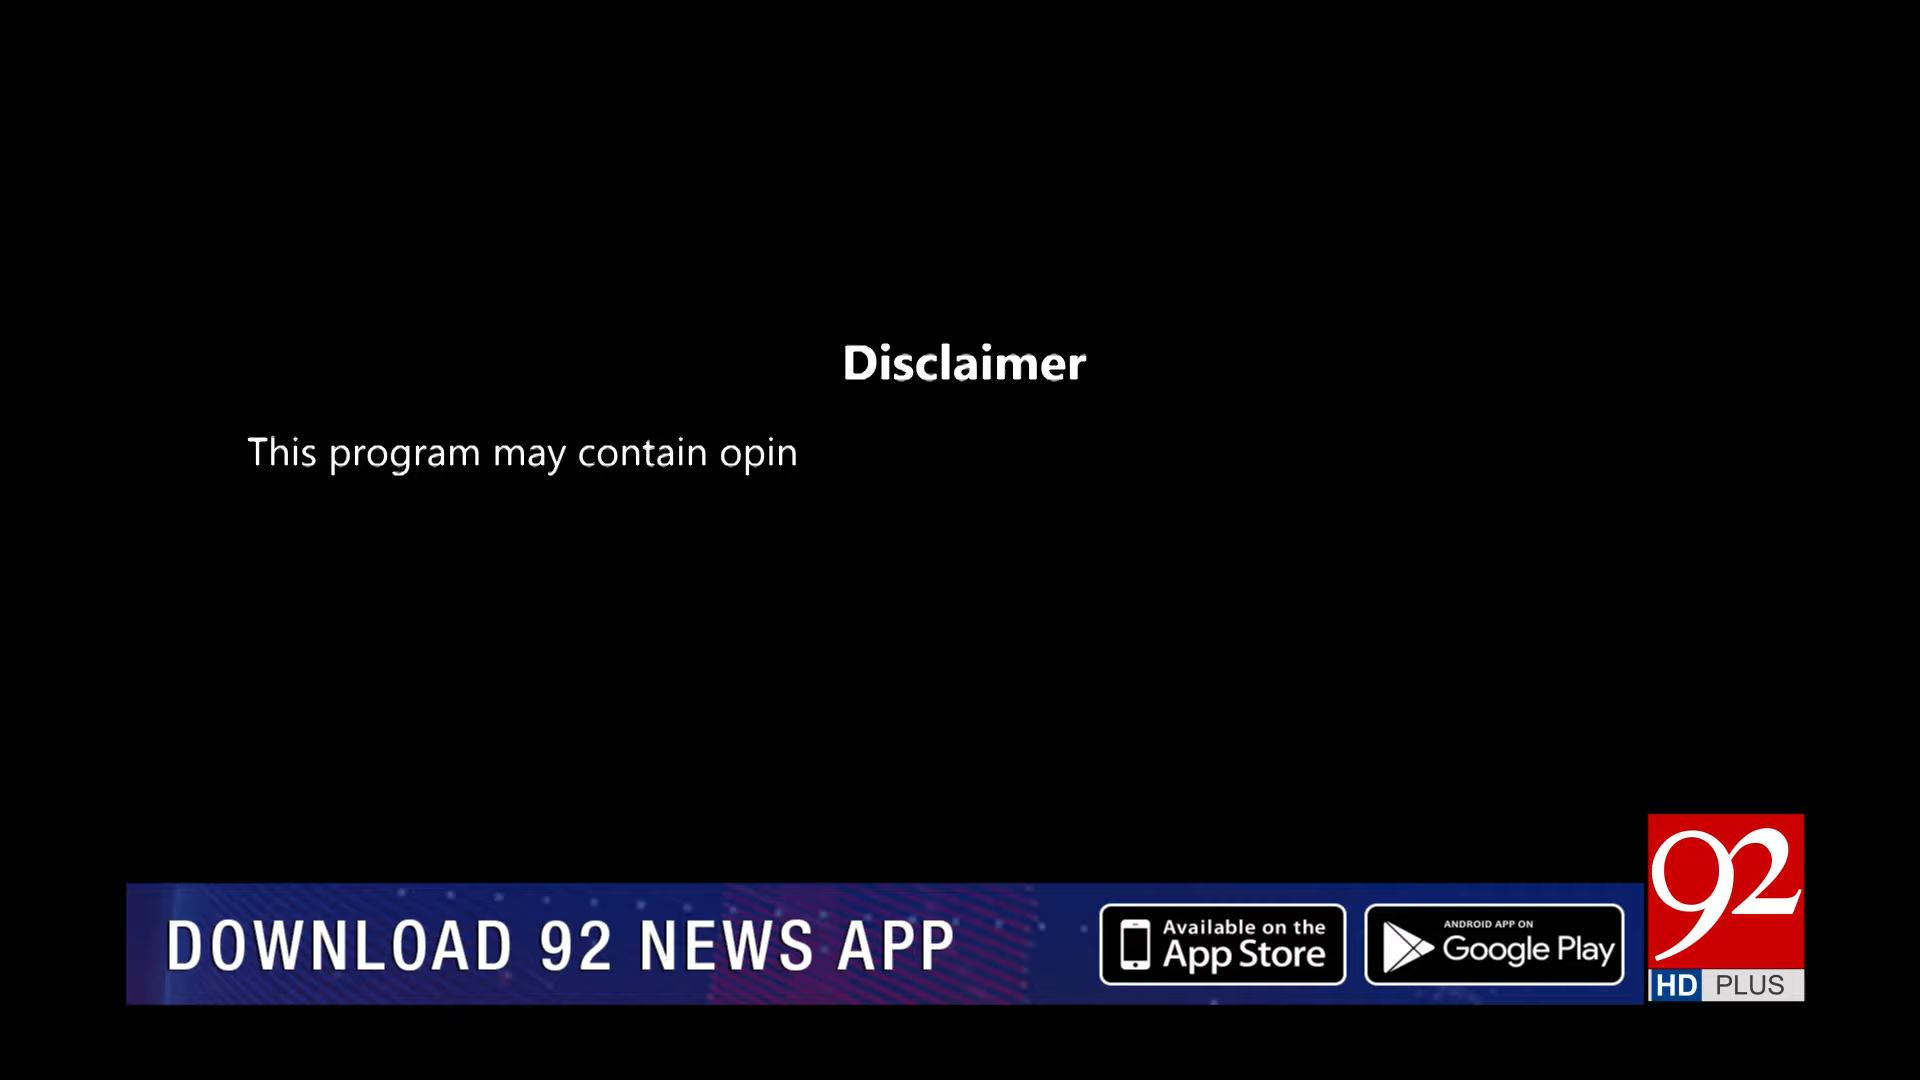 Disclaimer
This program may contain opin
DOWNLOAD 92 NEWS APP
Available on the
App Store
ANDROID APP ON
Google Play
92
HD PLUS